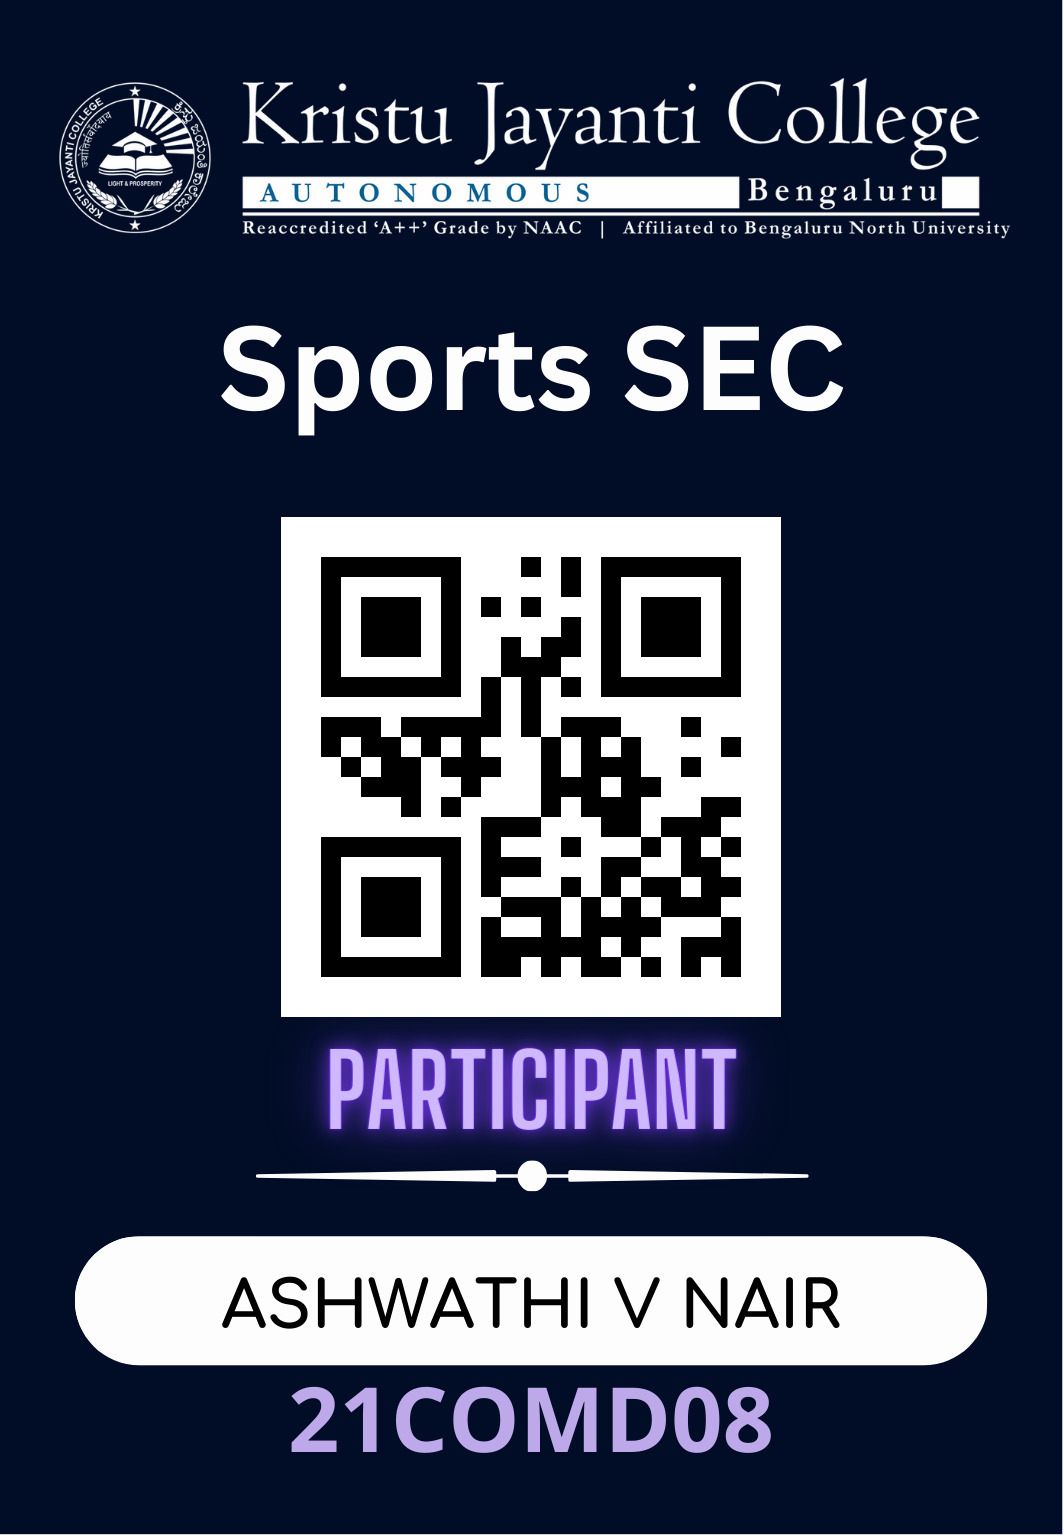 KRISTU JAYANTI COLLEGE
LIGHT & PROSPERITY
Kristu Jayanti College
AUTONOMOUS Bengaluru
Reaccredited ‘A++’ Grade by NAAC | Affiliated to Bengaluru North University
Sports SEC
PARTICIPANT
ASHWATHI V NAIR
21COMD08